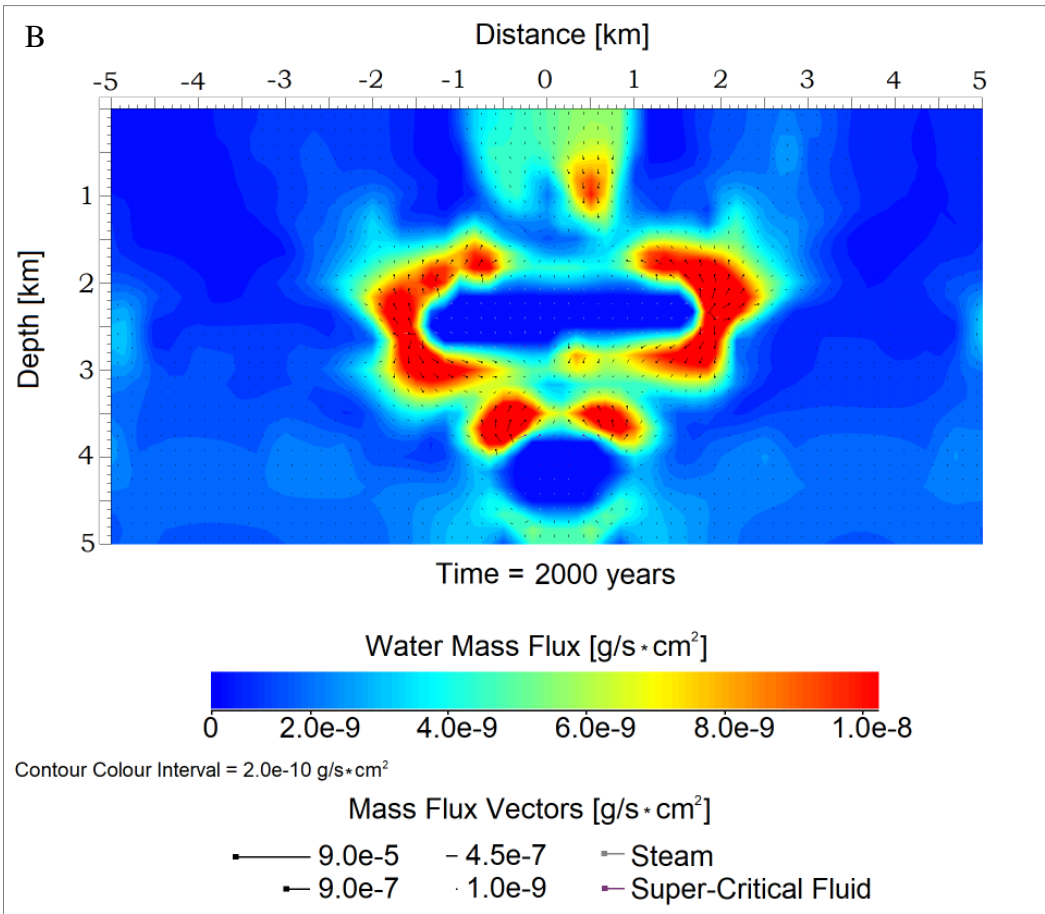 B
Distance [km]
-5 -4 -3 -2 -1 0 1 2 3 4 5
Depth [km]
1
2
3
4
5
Time = 2000 years
Water Mass Flux [g/s*cm²]
0 2.0e-9 4.0e-9 6.0e-9 8.0e-9 1.0e-8
Contour Colour Interval = 2.0e-10 g/s*cm²
Mass Flux Vectors [g/s*cm²]
9.0e-5 4.5e-7 Steam
9.0e-7 1.0e-9 Super-Critical Fluid